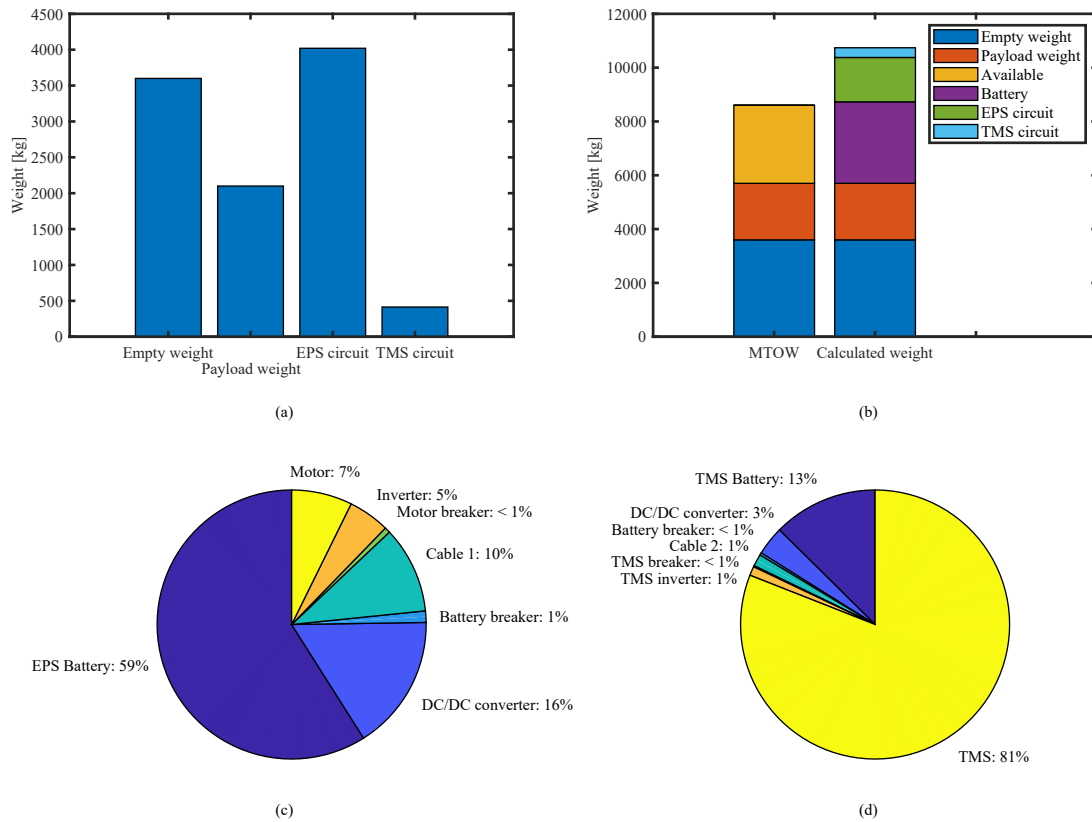 4500
4000
3500
3000
2500
2000
1500
1000
500
0
Weight [kg]
Empty weight
Payload weight
EPS circuit
TMS circuit
(a)
12000
10000
8000
6000
4000
2000
0
Weight [kg]
MTOW
Calculated weight
Empty weight
Payload weight
Available
Battery
EPS circuit
TMS circuit
(b)
Motor: 7%
Inverter: 5%
Motor breaker: < 1%
Cable 1: 10%
Battery breaker: 1%
DC/DC converter: 16%
EPS Battery: 59%
(c)
TMS Battery: 13%
DC/DC converter: 3%
Battery breaker: < 1%
Cable 2: 1%
TMS breaker: < 1%
TMS inverter: 1%
TMS: 81%
(d)